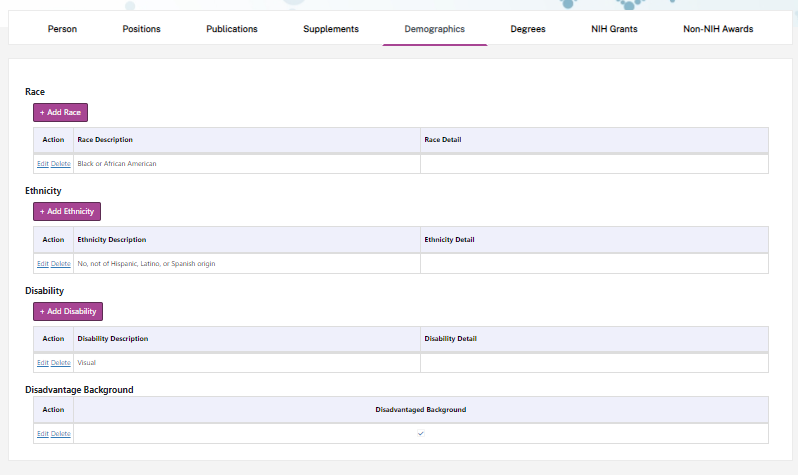 Person Positions Publications Supplements Demographics Degrees NIH Grants Non-NIH Awards
Race
+ Add Race
Action Race Description Race Detail
Edit Delete Black or African American
Ethnicity
+ Add Ethnicity
Action Ethnicity Description Ethnicity Detail
Edit Delete No, not of Hispanic, Latino, or Spanish origin
Disability
+ Add Disability
Action Disability Description Disability Detail
Edit Delete Visual
Disadvantage Background
Action Disadvantaged Background
Edit Delete